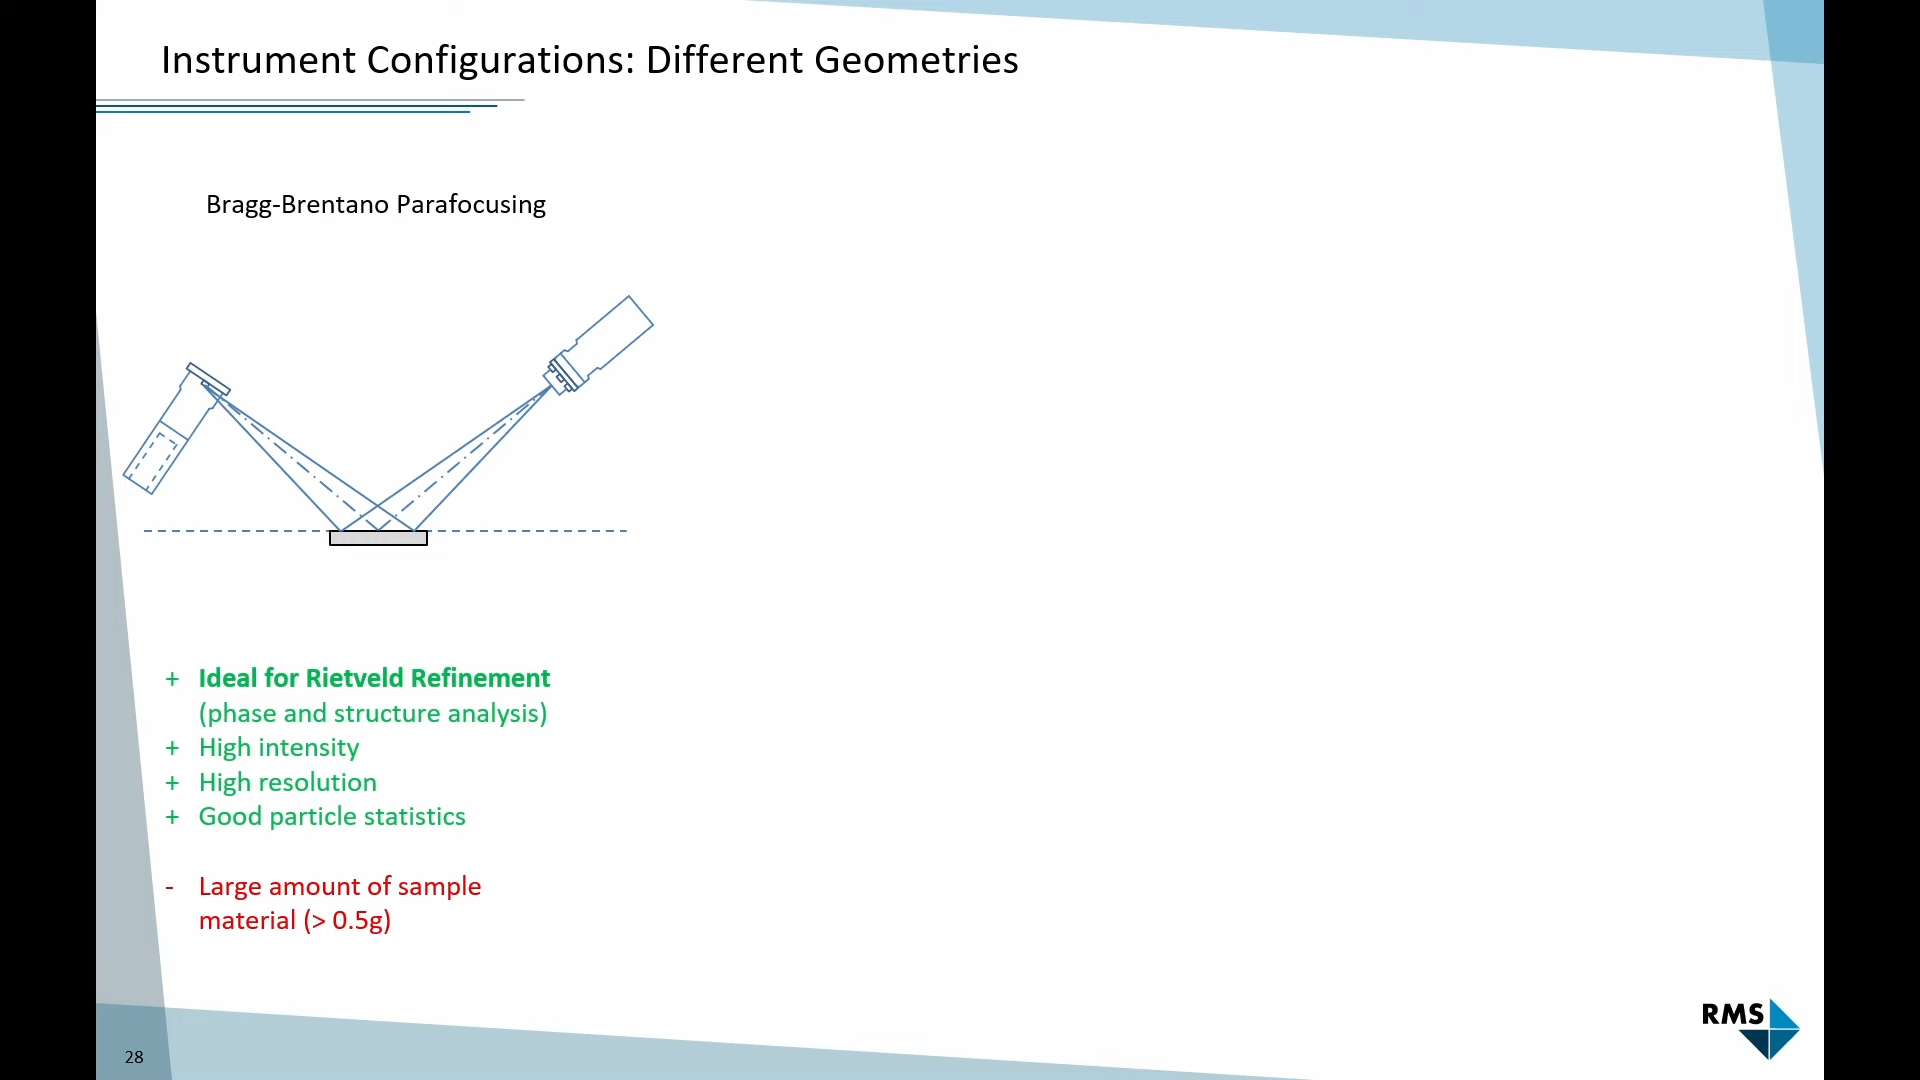 Instrument Configurations: Different Geometries
Bragg-Brentano Parafocusing
+ Ideal for Rietveld Refinement
(phase and structure analysis)
+ High intensity
+ High resolution
+ Good particle statistics
- Large amount of sample
material (> 0.5g)
RMS
28